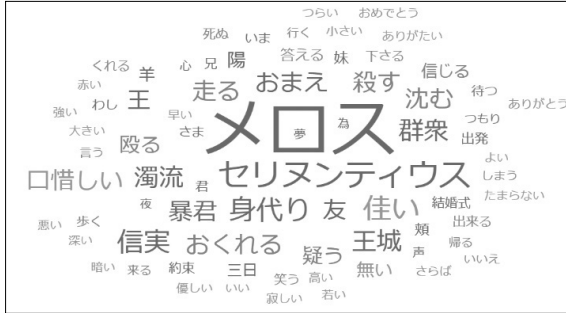 つらい おめでとう
死ぬ いま 行く 小さい ありがたい
くれる 羊 心 兄 陽 答える 妹 下さる
赤い わし 王 走る おまえ 殺す 信じる
強い 早い 沈む 待つ ありがとう
大きい 殴る さま メロス 夢 為 群衆 つもり
言う 出発
口惜しい 濁流 君 セリヌンティウス よい
しまう
夜 暴君 身代り 友 佳い 結婚式 たまらない
悪い 歩く 頬 出来る
深い 信実 おくれる 疑う 王城 声 帰る
暗い 来る 約束 三日 無い さらば いいえ
優しい いい 笑う 高い
寂しい 若い